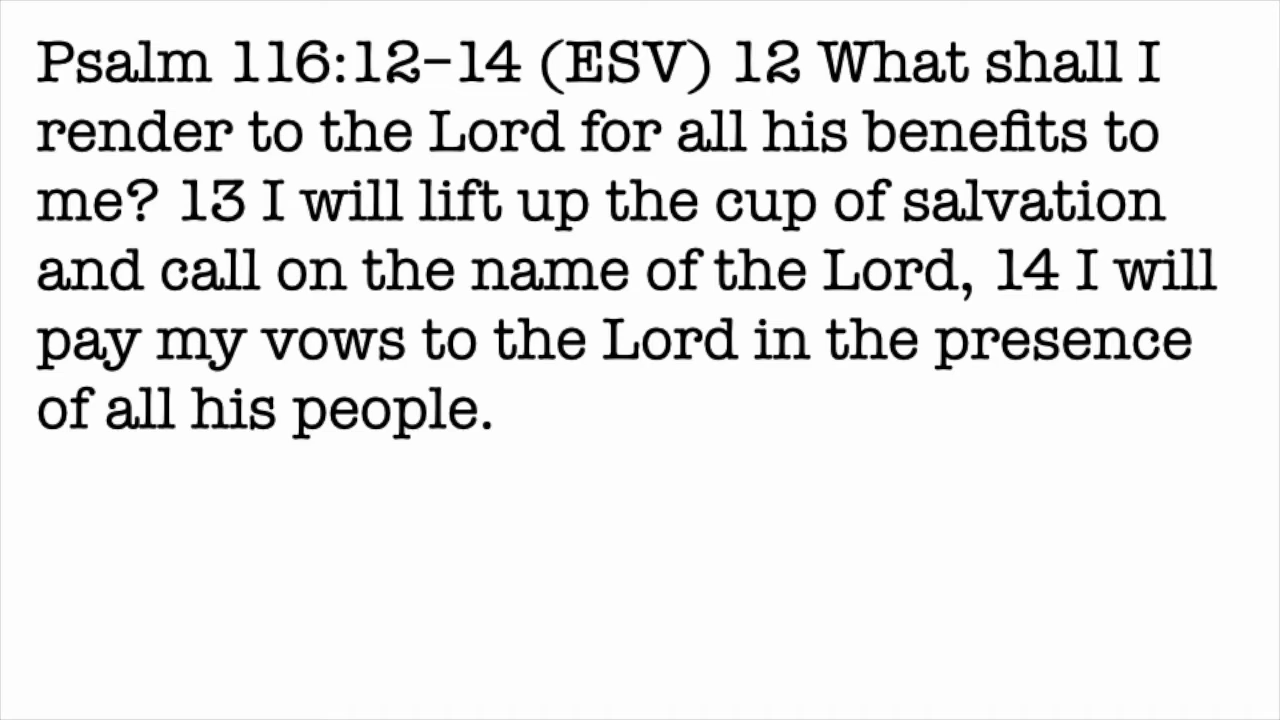 Psalm 116:12–14 (ESV) 12 What shall I
render to the Lord for all his benefits to
me? 13 I will lift up the cup of salvation
and call on the name of the Lord, 14 I will
pay my vows to the Lord in the presence
of all his people.